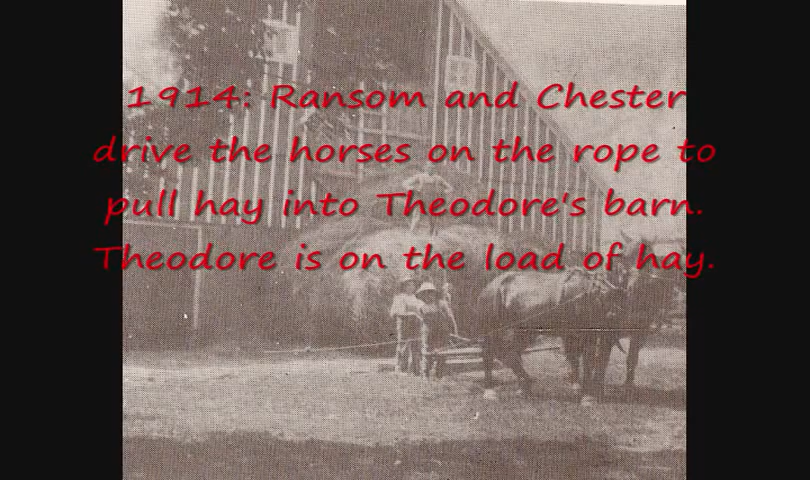 1914: Ransom and Chester
drive the horses on the rope to
pull hay into Theodore's barn.
Theodore is on the load of hay.